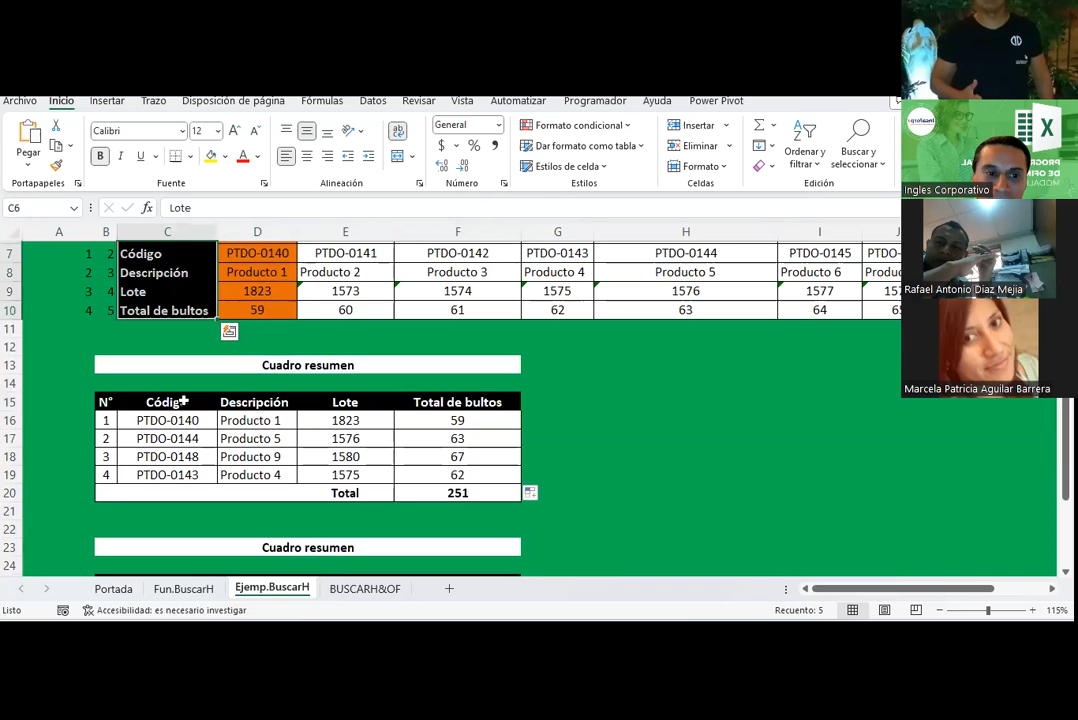 Archivo Inicio Insertar Trazo Disposición de página Fórmulas Datos Revisar Vista Automatizar Programador Ayuda Power Pivot
Pegar
Calibri 12
General
Formato condicional
Dar formato como tabla
Estilos de celda
Insertar
Eliminar
Formato
Ordenar y filtrar
Buscar y seleccionar
Portapapeles Fuente Alineación Número Estilos Celdas Edición
C6 fx Lote
A B C D E F G H I J
7 1 2 Código PTDO-0140 PTDO-0141 PTDO-0142 PTDO-0143 PTDO-0144 PTDO-0145 PTDO
8 2 3 Descripción Producto 1 Producto 2 Producto 3 Producto 4 Producto 5 Producto 6 Produc
9 3 4 Lote 1823 1573 1574 1575 1576 1577
10 4 5 Total de bultos 59 60 61 62 63 64
11
12
13 Cuadro resumen
14
15 N° Código Descripción Lote Total de bultos
16 1 PTDO-0140 Producto 1 1823 59
17 2 PTDO-0144 Producto 5 1576 63
18 3 PTDO-0148 Producto 9 1580 67
19 4 PTDO-0143 Producto 4 1575 62
20 Total 251
21
22
23 Cuadro resumen
24
Portada Fun.BuscarH Ejemp.BuscarH BUSCARH&OF
Listo Accesibilidad: es necesario investigar Recuento: 5 115%
Ingles Corporativo
Rafael Antonio Diaz Mejia
Marcela Patricia Aguilar Barrera